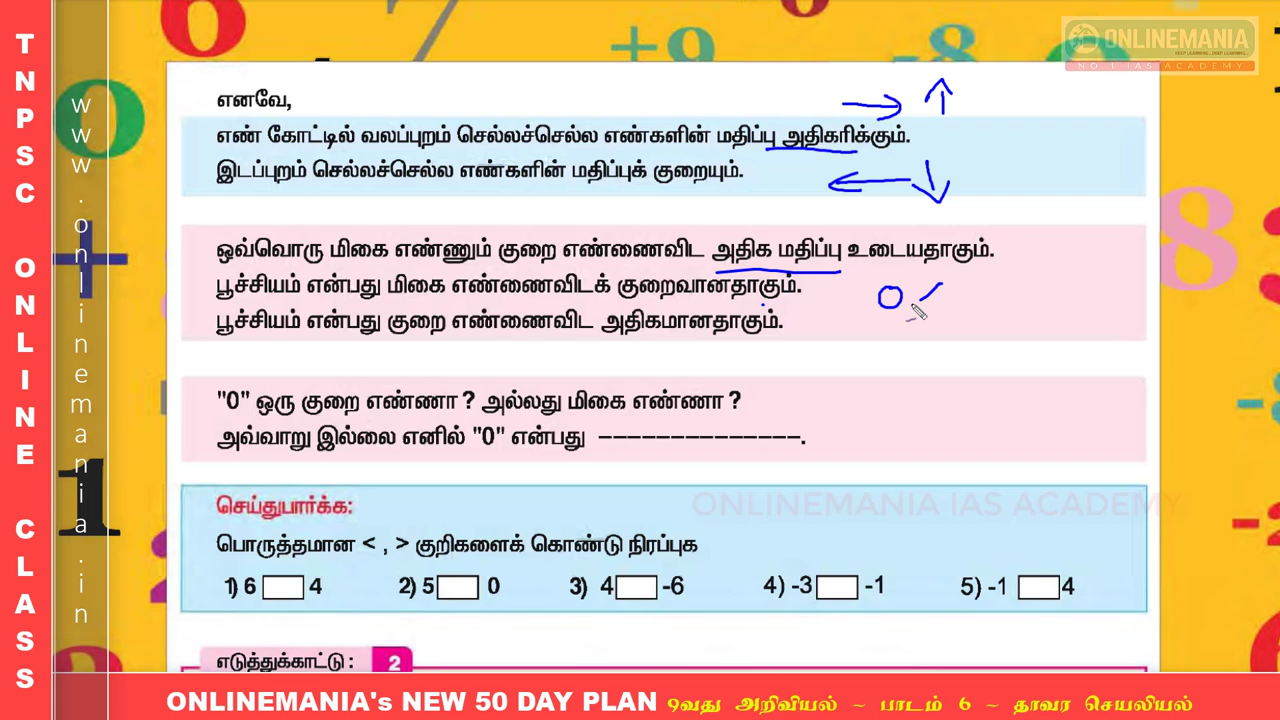 TNPSC ONLINE CLASS
www.onlinemania.in
ONLINEMANIA
KEEP LEARNING...DEEP LEARNING...
NO.1 IAS ACADEMY
எனவே,
எண் கோட்டில் வலப்புறம் செல்லச்செல்ல எண்களின் மதிப்பு அதிகரிக்கும்.
இடப்புறம் செல்லச்செல்ல எண்களின் மதிப்புக் குறையும்.
ஒவ்வொரு மிகை எண்ணும் குறை எண்ணைவிட அதிக மதிப்பு உடையதாகும்.
பூச்சியம் என்பது மிகை எண்ணைவிடக் குறைவானதாகும்.
0
பூச்சியம் என்பது குறை எண்ணைவிட அதிகமானதாகும்.
"0" ஒரு குறை எண்ணா ? அல்லது மிகை எண்ணா ?
அவ்வாறு இல்லை எனில் "0" என்பது –––––––––––––––.
ONLINEMANIA IAS ACADEMY
செய்துபார்க்க:
பொருத்தமான < , > குறிகளைக் கொண்டு நிரப்புக
1) 6 □ 4 2) 5 □ 0 3) 4 □ -6 4) -3 □ -1 5) -1 □ 4
எடுத்துக்காட்டு : 2
ONLINEMANIA's NEW 50 DAY PLAN 9வது அறிவியல் ~ பாடம் 6 ~ தாவர செயலியல்